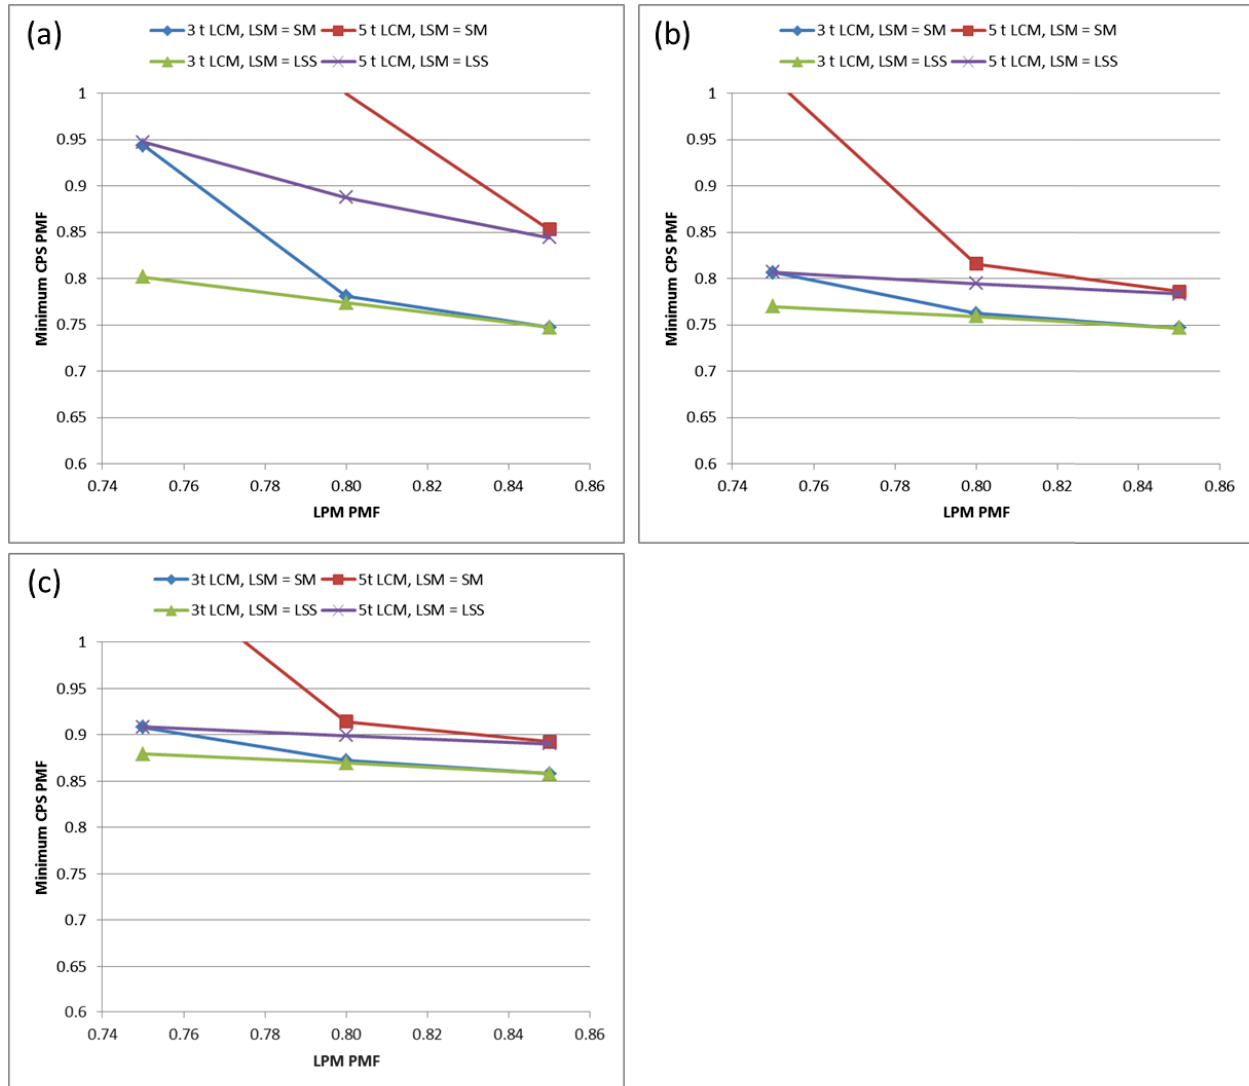 (a)
3 t LCM, LSM = SM 5 t LCM, LSM = SM
3 t LCM, LSM = LSS 5 t LCM, LSM = LSS
1
0.95
0.9
0.85
0.8
0.75
0.7
0.65
0.6
Minimum CPS PMF
0.74 0.76 0.78 0.80 0.82 0.84 0.86
LPM PMF
(b)
3 t LCM, LSM = SM 5 t LCM, LSM = SM
3 t LCM, LSM = LSS 5 t LCM, LSM = LSS
1
0.95
0.9
0.85
0.8
0.75
0.7
0.65
0.6
Minimum CPS PMF
0.74 0.76 0.78 0.80 0.82 0.84 0.86
LPM PMF
(c)
3t LCM, LSM = SM 5t LCM, LSM = SM
3t LCM, LSM = LSS 5t LCM, LSM = LSS
1
0.95
0.9
0.85
0.8
0.75
0.7
0.65
0.6
Minimum CPS PMF
0.74 0.76 0.78 0.80 0.82 0.84 0.86
LPM PMF